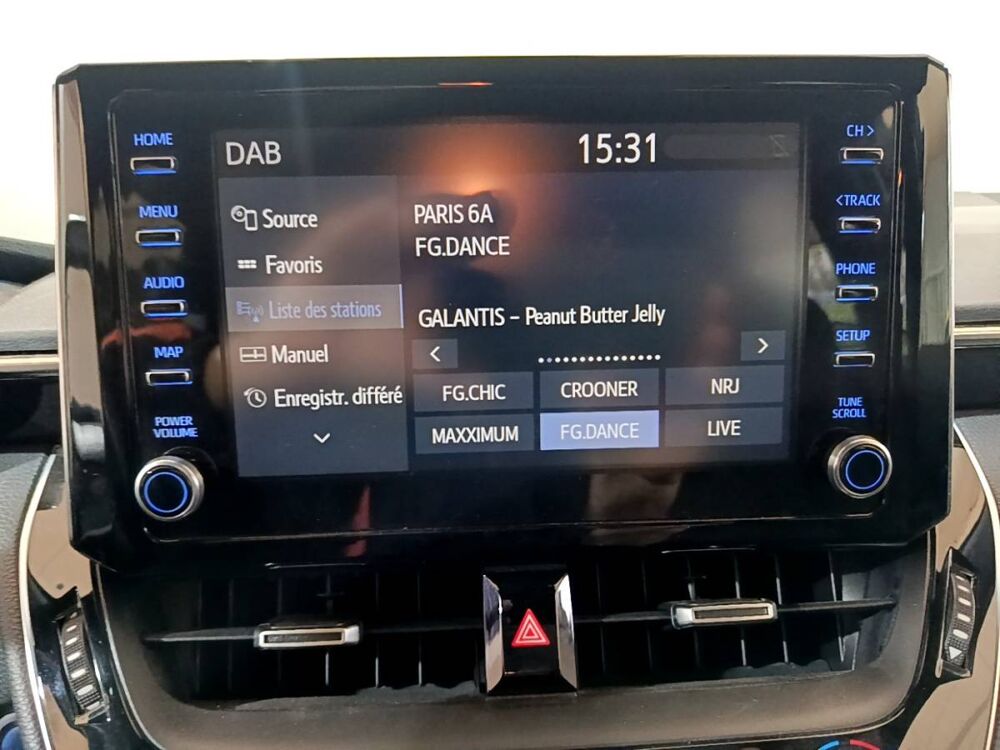 HOME
MENU
AUDIO
MAP
POWER
VOLUME
DAB
15:31
Source
Favoris
Liste des stations
Manuel
Enregistr. différé
PARIS 6A
FG.DANCE
GALANTIS – Peanut Butter Jelly
< >
FG.CHIC CROONER NRJ
MAXXIMUM FG.DANCE LIVE
CH >
< TRACK
PHONE
SETUP
TUNE
SCROLL